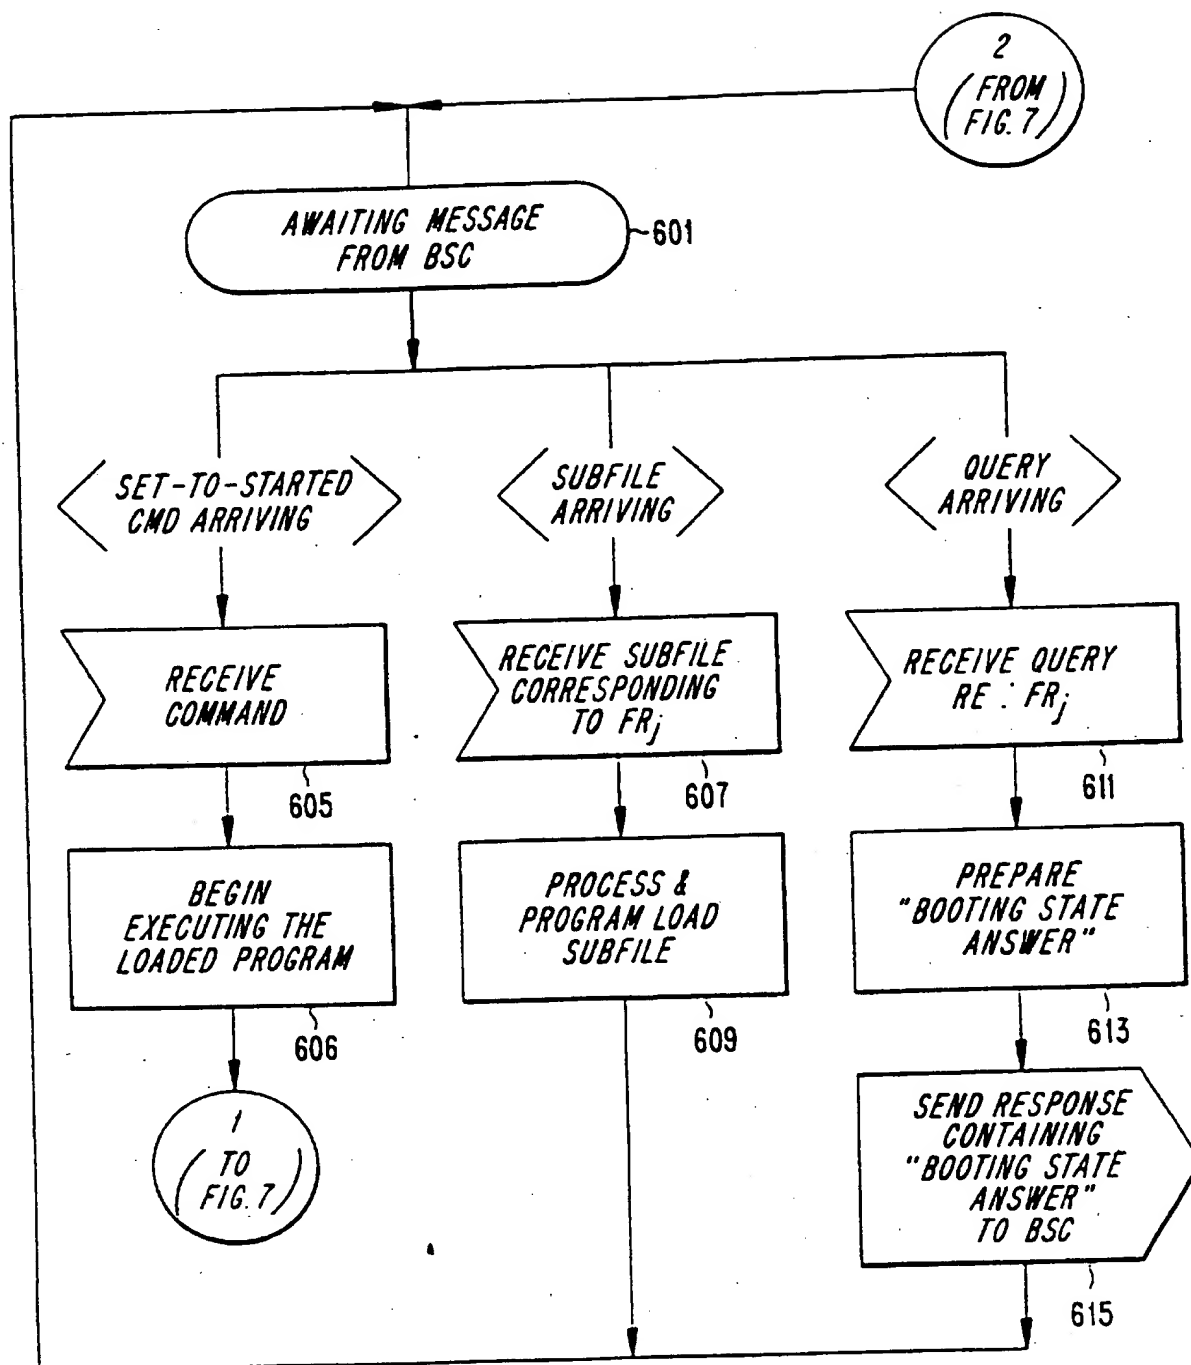 2
(FROM
FIG. 7)
AWAITING MESSAGE
FROM BSC
601
SET-TO-STARTED
CMD ARRIVING
SUBFILE
ARRIVING
QUERY
ARRIVING
RECEIVE
COMMAND
605
RECEIVE SUBFILE
CORRESPONDING
TO FRj
607
RECEIVE QUERY
RE : FRj
611
BEGIN
EXECUTING THE
LOADED PROGRAM
606
PROCESS &
PROGRAM LOAD
SUBFILE
609
PREPARE
"BOOTING STATE
ANSWER"
613
1
(TO
FIG. 7)
SEND RESPONSE
CONTAINING
"BOOTING STATE
ANSWER"
TO BSC
615